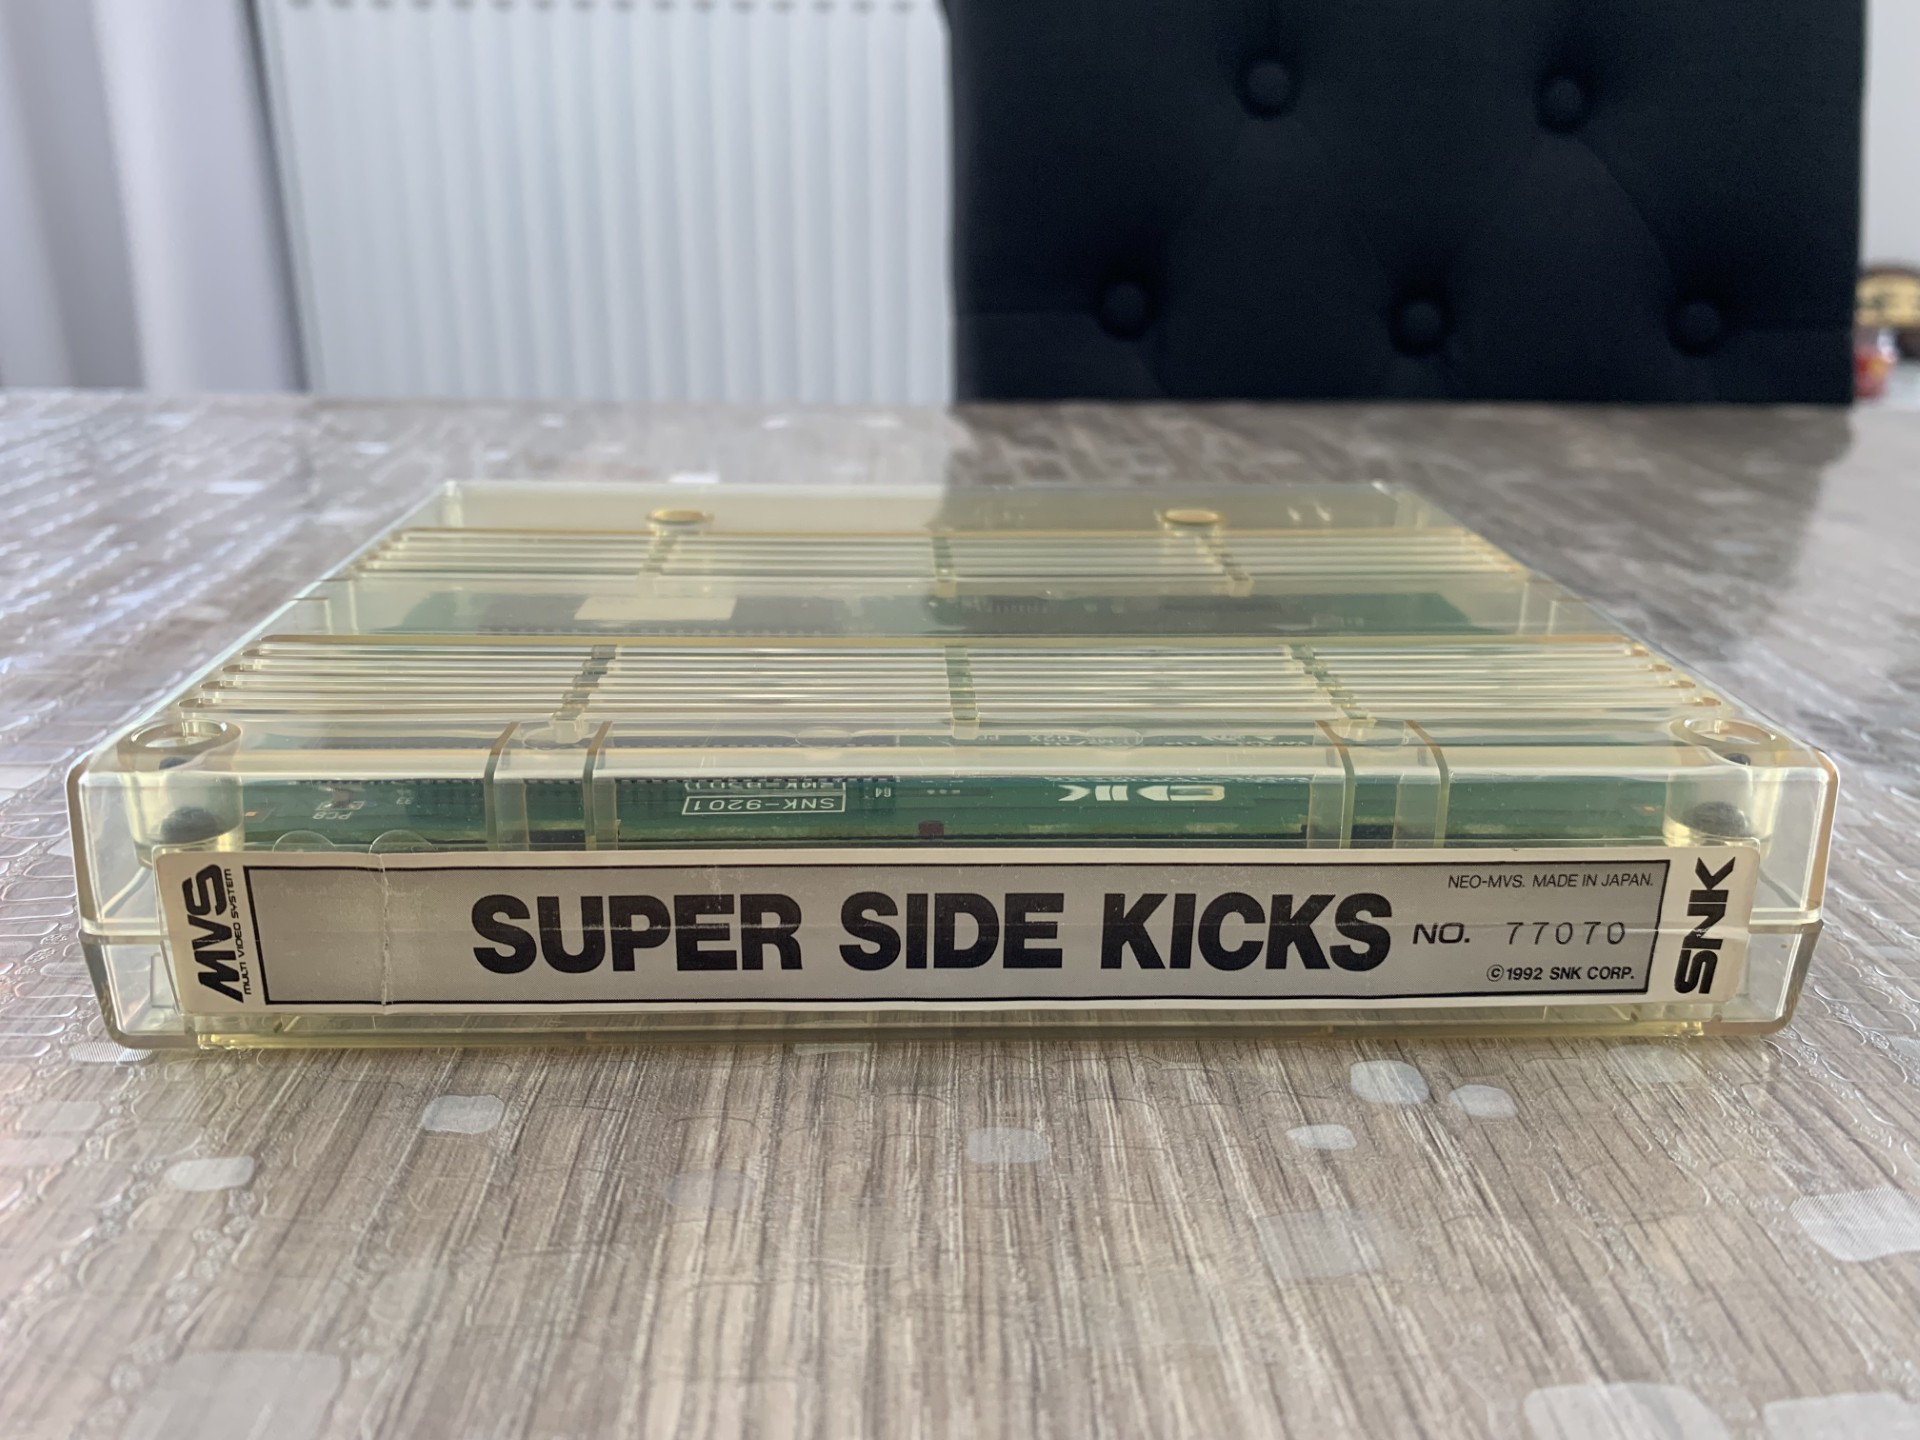 SNK-9201
PCB
MVS
MULTI VIDEO SYSTEM
SUPER SIDE KICKS
NEO-MVS. MADE IN JAPAN.
NO. 77070
©1992 SNK CORP.
SNK